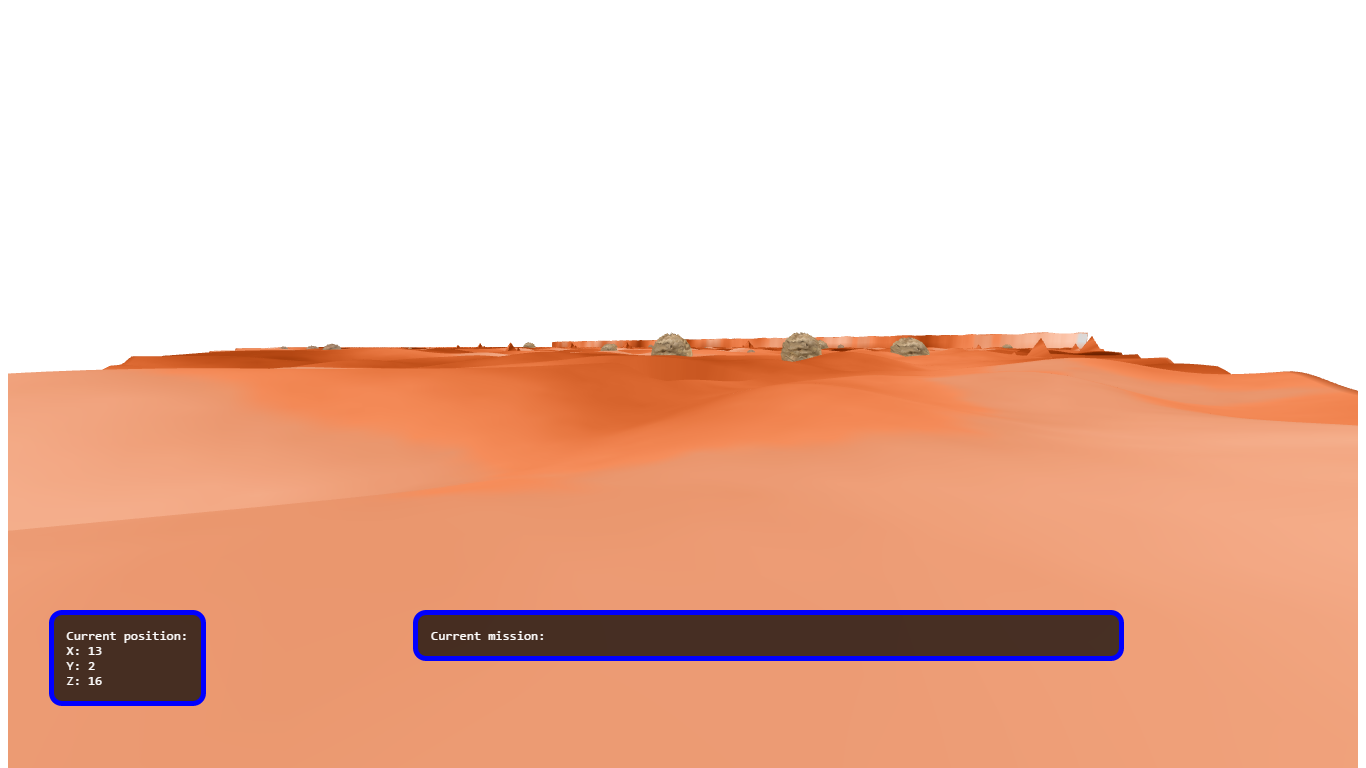 Current position:
X: 13
Y: 2
Z: 16
Current mission: